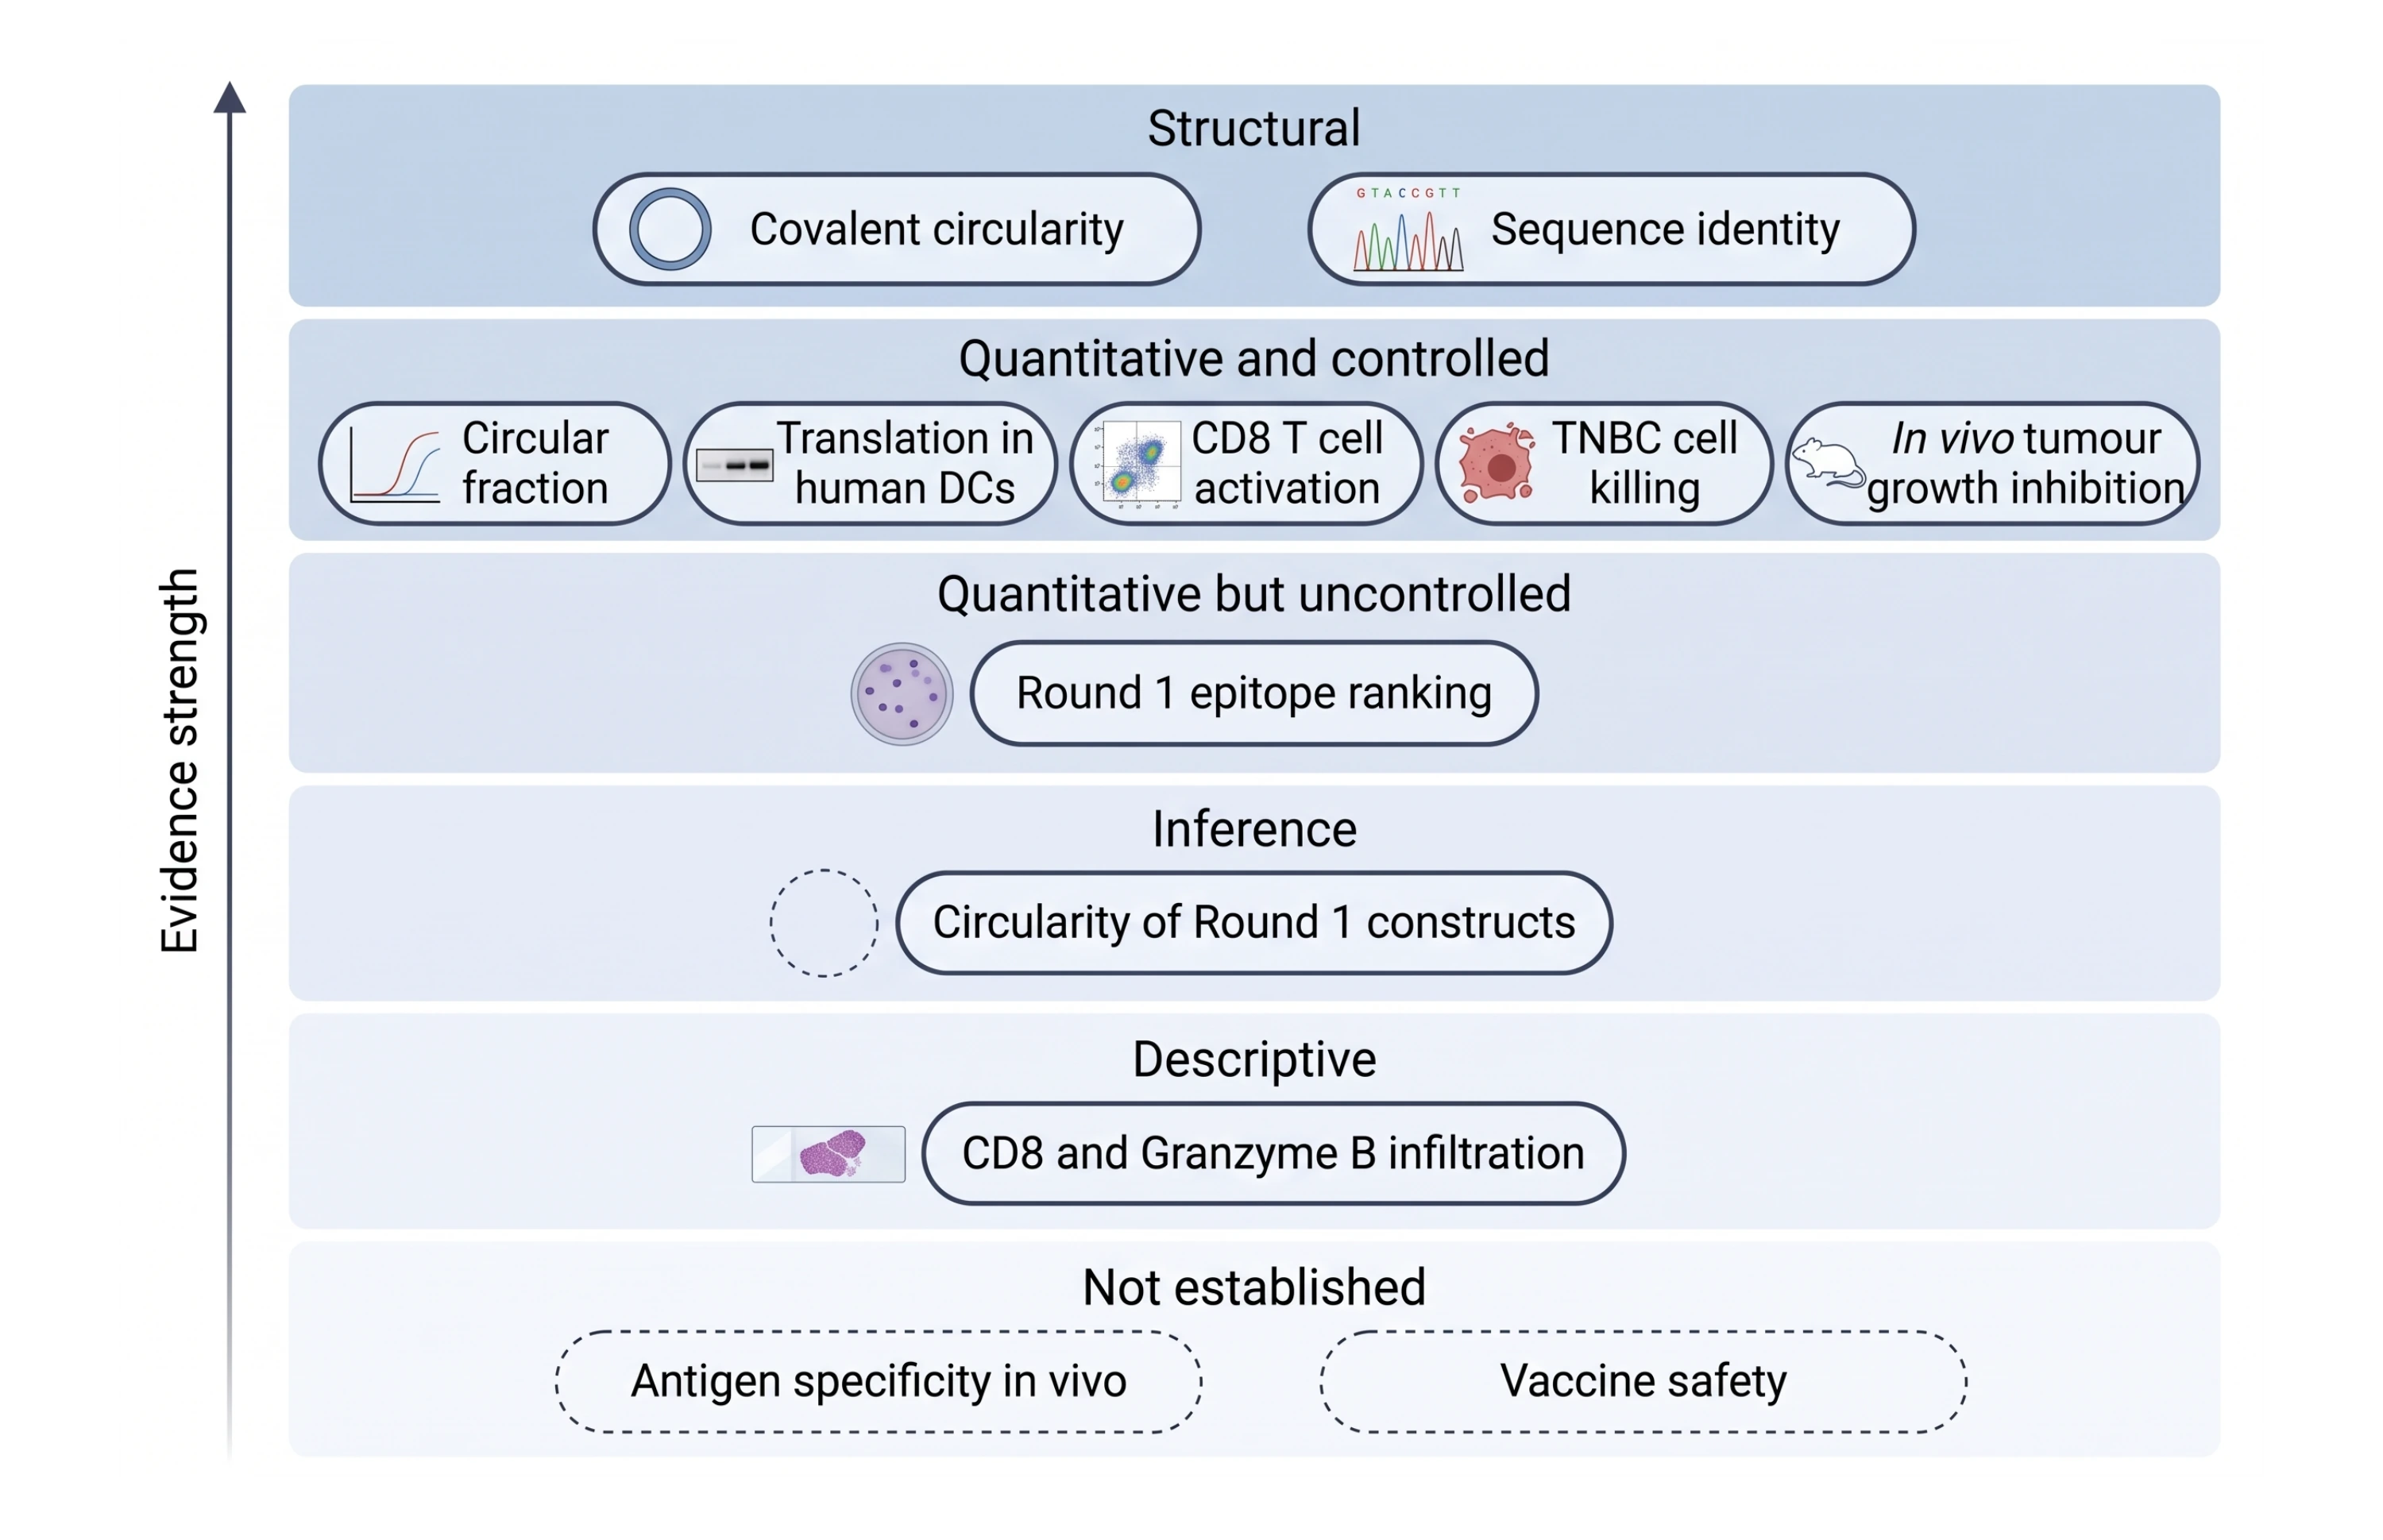 Evidence strength
Structural
Covalent circularity
GTACCGTT
Sequence identity
Quantitative and controlled
Circular
fraction
Translation in
human DCs
CD8 T cell
activation
TNBC cell
killing
In vivo tumour
growth inhibition
Quantitative but uncontrolled
Round 1 epitope ranking
Inference
Circularity of Round 1 constructs
Descriptive
CD8 and Granzyme B infiltration
Not established
Antigen specificity in vivo
Vaccine safety